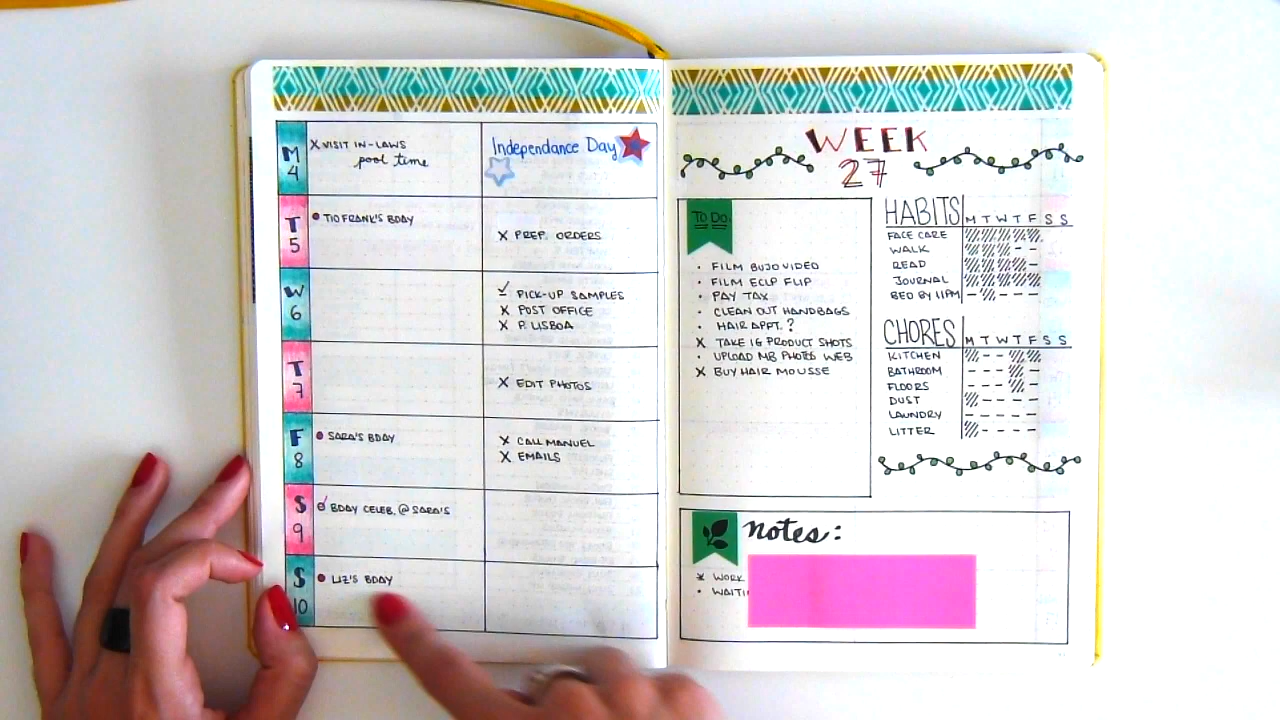 M
4
X VISIT IN-LAWS
pool time
Independance Day
T
5
• TIO FRANK'S BDAY
X PREP. ORDERS
W
6
✓ PICK-UP SAMPLES
X POST OFFICE
X P. LISBOA
T
7
X EDIT PHOTOS
F
8
• SARA'S BDAY
X CALL MANUEL
X EMAILS
S
9
BDAY CELEB. @ SARA'S
S
10
• LIZ'S BDAY
WEEK
27
TO DO:
• FILM BUJO VIDEO
• FILM ECLP FLIP
• PAY TAX
• CLEAN OUT HANDBAGS
• HAIR APPT. ?
X TAKE IG PRODUCT SHOTS
• UPLOAD MB PHOTOS WEB
X BUY HAIR MOUSSE
HABITS M T W T F S S
FACE CARE
WALK
READ
JOURNAL
BED BY 11PM
CHORES M T W T F S S
KITCHEN
BATHROOM
FLOORS
DUST
LAUNDRY
LITTER
notes:
X WORK